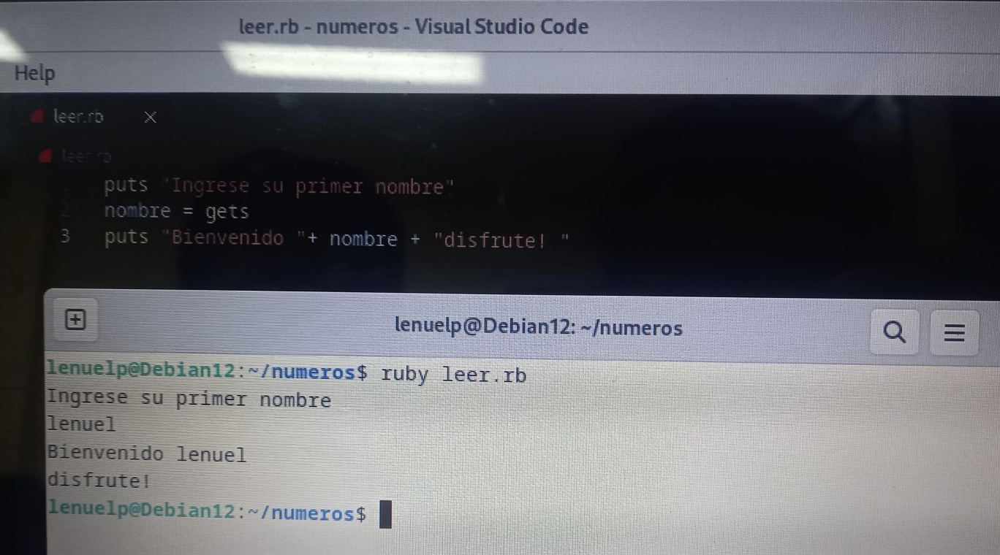 leer.rb - numeros - Visual Studio Code
Help
leer.rb
leer.rb
puts "Ingrese su primer nombre"
2 nombre = gets
3 puts "Bienvenido "+ nombre + "disfrute! "
lenuelp@Debian12: ~/numeros
lenuelp@Debian12:~/numeros$ ruby leer.rb
Ingrese su primer nombre
lenuel
Bienvenido lenuel
disfrute!
lenuelp@Debian12:~/numeros$